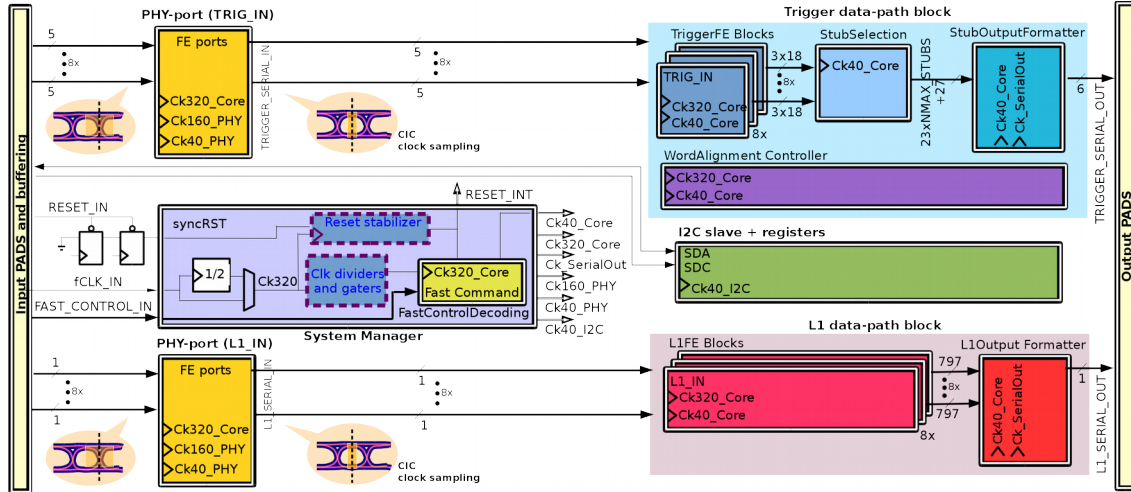 Input PADS and buffering
PHY-port (TRIG_IN)
5
8x
5
FE ports
Ck320_Core
Ck160_PHY
Ck40_PHY
TRIGGER_SERIAL_IN
5
8x
5
CIC
clock sampling
Trigger data-path block
TriggerFE Blocks
TRIG_IN
Ck320_Core
Ck40_Core
8x
3x18
8x
3x18
StubSelection
Ck40_Core
23xNMAX_STUBS
+27
StubOutputFormatter
Ck40_Core
Ck_SerialOut
6
TRIGGER_SERIAL_OUT
WordAlignment Controller
Ck320_Core
Ck40_Core
Output PADS
RESET_IN
fCLK_IN
FAST_CONTROL_IN
syncRST
1/2
Ck320
Reset stabilizer
Clk dividers
and gaters
Ck320_Core
Fast Command
FastControlDecoding
System Manager
RESET_INT
Ck40_Core
Ck320_Core
Ck_SerialOut
Ck160_PHY
Ck40_PHY
Ck40_I2C
I2C slave + registers
SDA
SDC
Ck40_I2C
PHY-port (L1_IN)
1
8x
1
FE ports
Ck320_Core
Ck160_PHY
Ck40_PHY
L1_SERIAL_IN
1
8x
1
CIC
clock sampling
L1 data-path block
L1FE Blocks
L1_IN
Ck320_Core
Ck40_Core
8x
797
8x
797
L1Output Formatter
Ck40_Core
Ck_SerialOut
1
L1_SERIAL_OUT